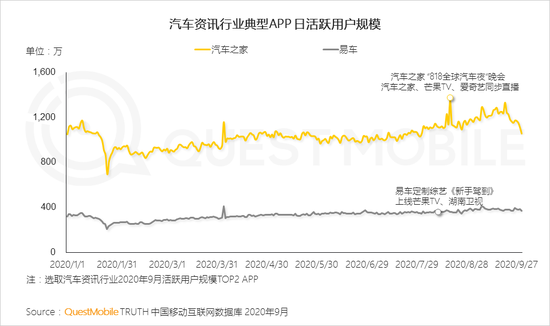 汽车资讯行业典型APP日活跃用户规模
单位：万
汽车之家
易车
汽车之家 “818全球汽车夜”晚会
汽车之家、芒果TV、爱奇艺同步直播
QUESTMOBILE
易车定制综艺《新手驾到》
上线芒果TV、湖南卫视
1,600
1,200
800
400
0
2020/1/1 2020/1/31 2020/3/1 2020/3/31 2020/4/30 2020/5/30 2020/6/29 2020/7/29 2020/8/28 2020/9/27
注：选取汽车资讯行业2020年9月活跃用户规模TOP2 APP
Source：QuestMobile TRUTH 中国移动互联网数据库 2020年9月